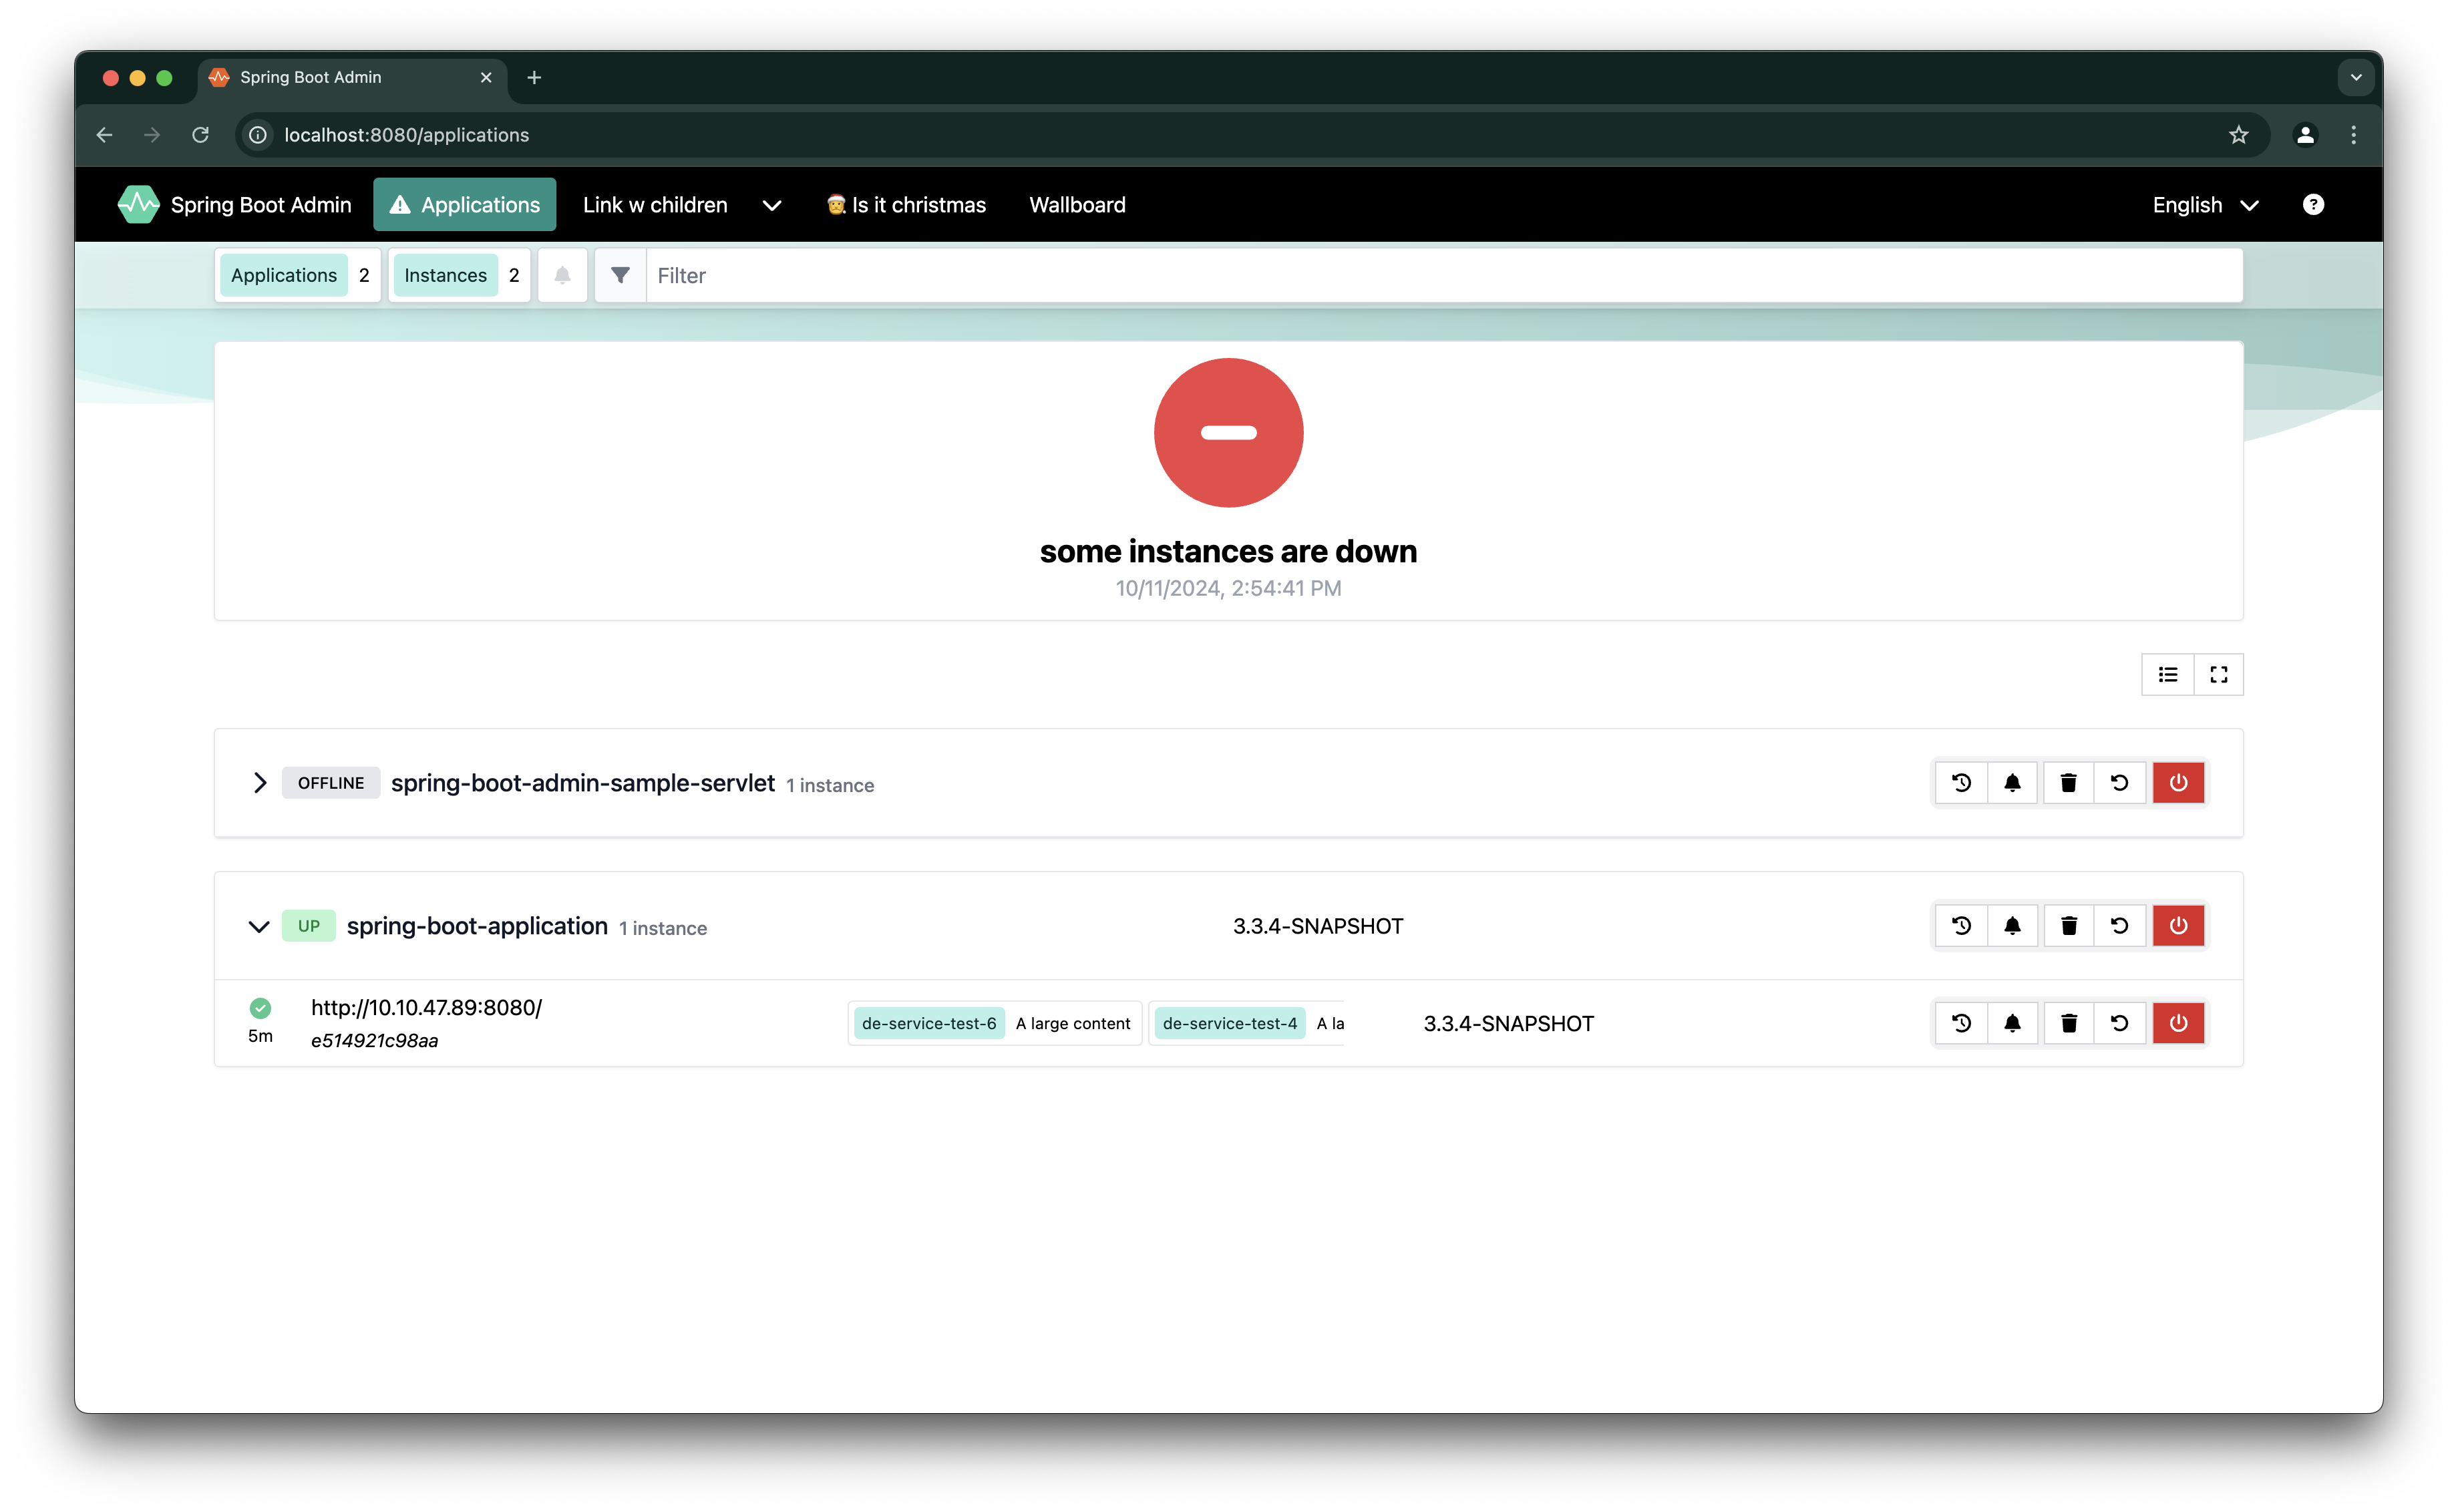 Spring Boot Admin
localhost:8080/applications
Spring Boot Admin Applications Link w children Is it christmas Wallboard English
Applications 2 Instances 2 Filter
some instances are down
10/11/2024, 2:54:41 PM
OFFLINE spring-boot-admin-sample-servlet 1 instance
UP spring-boot-application 1 instance 3.3.4-SNAPSHOT
http://10.10.47.89:8080/
de-service-test-6 A large content de-service-test-4 A la 3.3.4-SNAPSHOT
5m
e514921c98aa